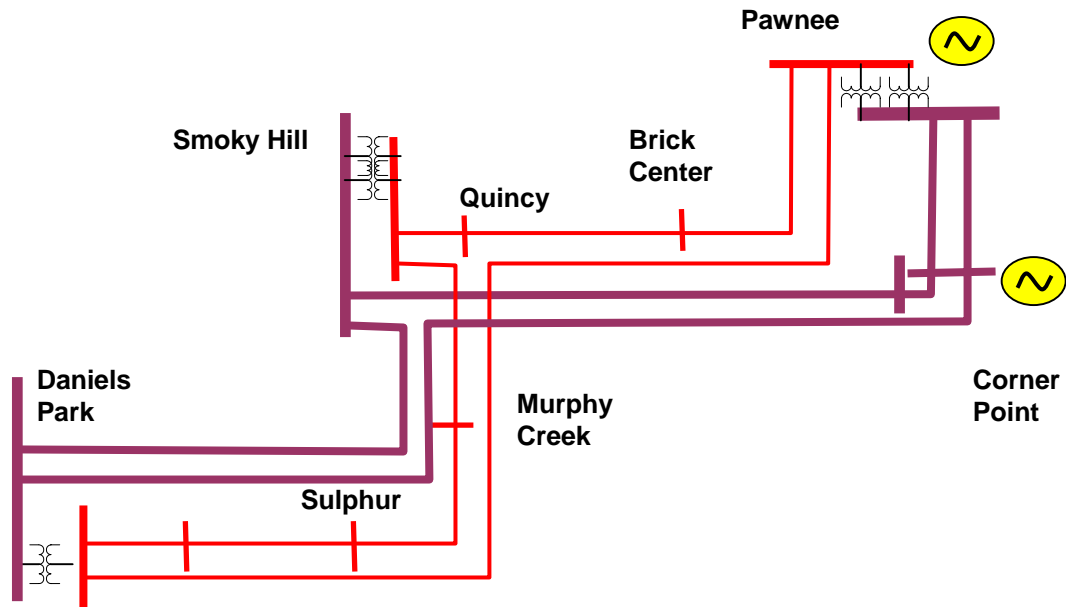 Pawnee
Smoky Hill
Brick
Center
Quincy
Daniels
Park
Corner
Point
Murphy
Creek
Sulphur